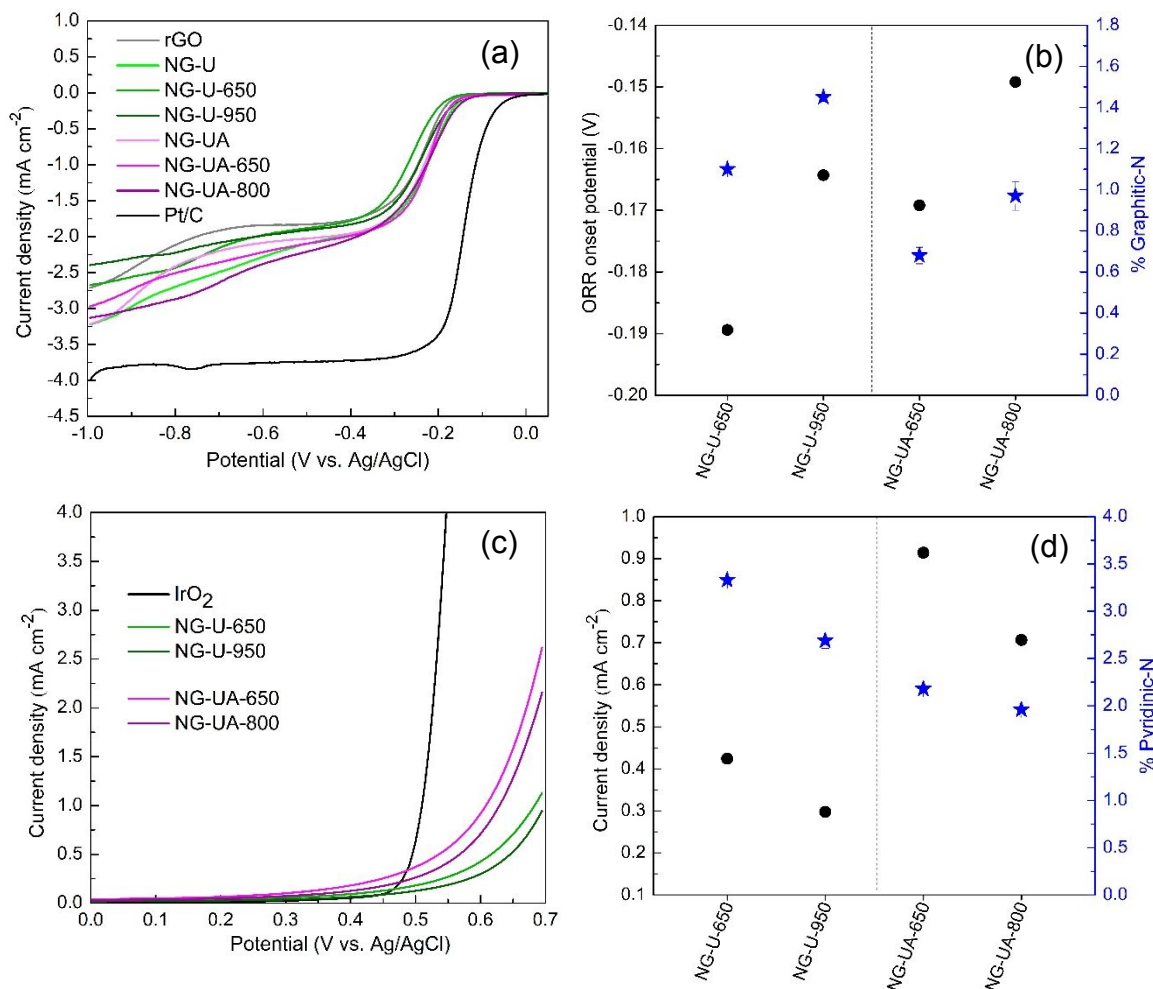 (a)
rGO
NG-U
NG-U-650
NG-U-950
NG-UA
NG-UA-650
NG-UA-800
Pt/C
1.0
0.5
0.0
-0.5
-1.0
-1.5
-2.0
-2.5
-3.0
-3.5
-4.0
-4.5
Current density (mA cm-2)
-1.0 -0.8 -0.6 -0.4 -0.2 0.0
Potential (V vs. Ag/AgCl)
(b)
-0.14
-0.15
-0.16
-0.17
-0.18
-0.19
-0.20
ORR onset potential (V)
1.8
1.6
1.4
1.2
1.0
0.8
0.6
0.4
0.2
0.0
% Graphitic-N
NG-U-650
NG-U-950
NG-UA-650
NG-UA-800
(c)
IrO2
NG-U-650
NG-U-950
NG-UA-650
NG-UA-800
4.0
3.5
3.0
2.5
2.0
1.5
1.0
0.5
0.0
Current density (mA cm-2)
0.0 0.1 0.2 0.3 0.4 0.5 0.6 0.7
Potential (V vs. Ag/AgCl)
(d)
1.0
0.9
0.8
0.7
0.6
0.5
0.4
0.3
0.2
0.1
Current density (mA cm-2)
4.0
3.5
3.0
2.5
2.0
1.5
1.0
0.5
0.0
% Pyridinic-N
NG-U-650
NG-U-950
NG-UA-650
NG-UA-800